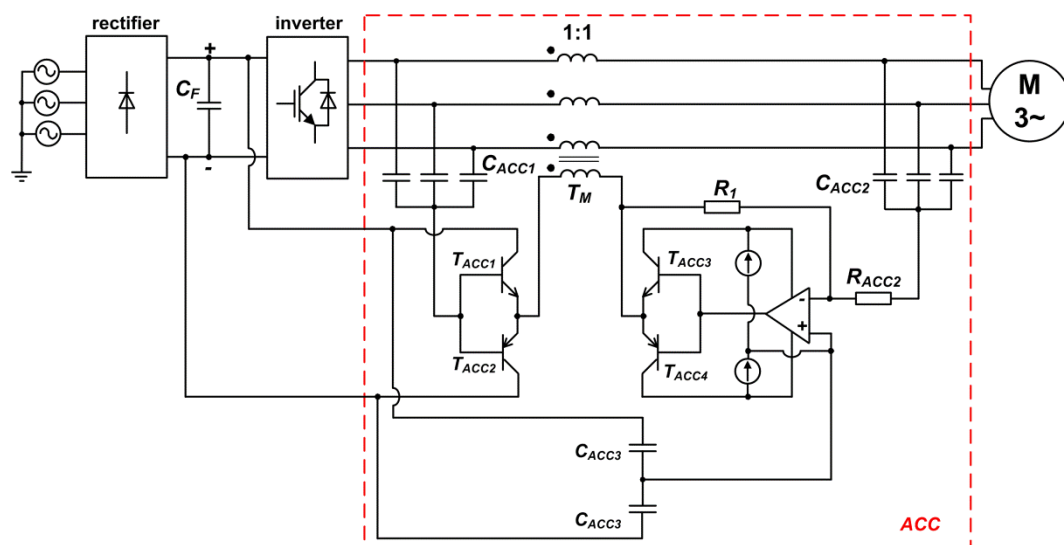 rectifier
inverter
1:1
+
C_F
-
M
3~
C_ACC1
T_M
R_1
C_ACC2
T_ACC1
T_ACC3
R_ACC2
-
+
T_ACC2
T_ACC4
C_ACC3
C_ACC3
ACC